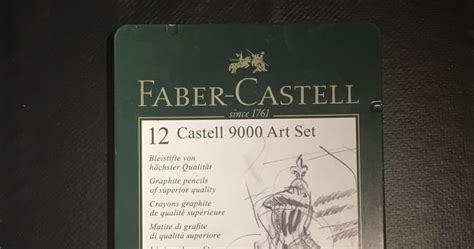 FABER-CASTELL
since 1761
12 Castell 9000 Art Set
Bleistifte von
höchster Qualität
Graphite pencils
of superior quality
Crayons graphite
de qualité supérieure
Matite di grafite
di qualità superiore